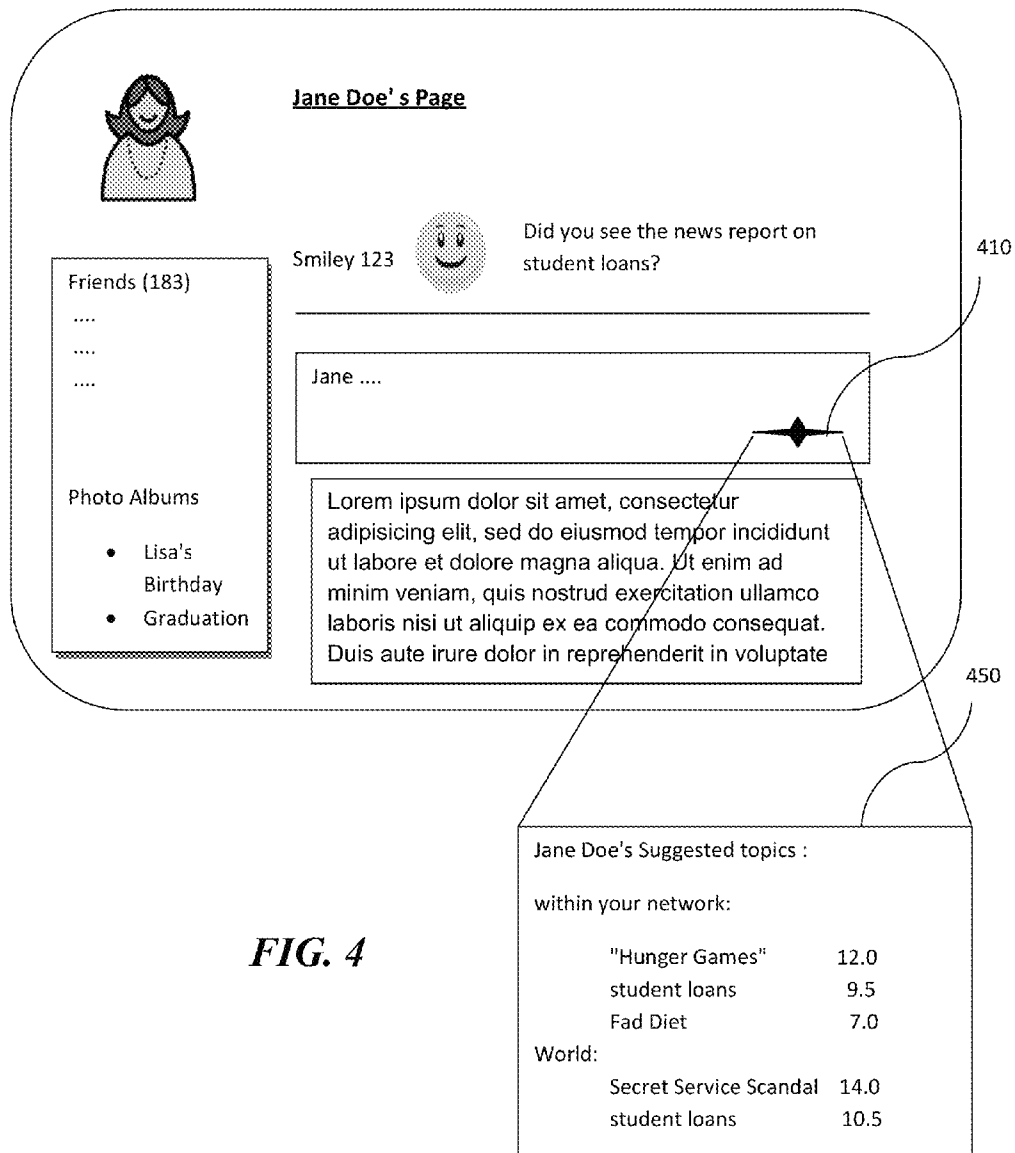 Jane Doe' s Page
Smiley 123
Did you see the news report on
student loans?
410
Friends (183)
....
....
....
Photo Albums
• Lisa's
Birthday
• Graduation
Jane ....
Lorem ipsum dolor sit amet, consectetur
adipisicing elit, sed do eiusmod tempor incididunt
ut labore et dolore magna aliqua. Ut enim ad
minim veniam, quis nostrud exercitation ullamco
laboris nisi ut aliquip ex ea commodo consequat.
Duis aute irure dolor in reprehenderit in voluptate
450
Jane Doe's Suggested topics :
within your network:
"Hunger Games" 12.0
student loans 9.5
Fad Diet 7.0
World:
Secret Service Scandal 14.0
student loans 10.5
FIG. 4